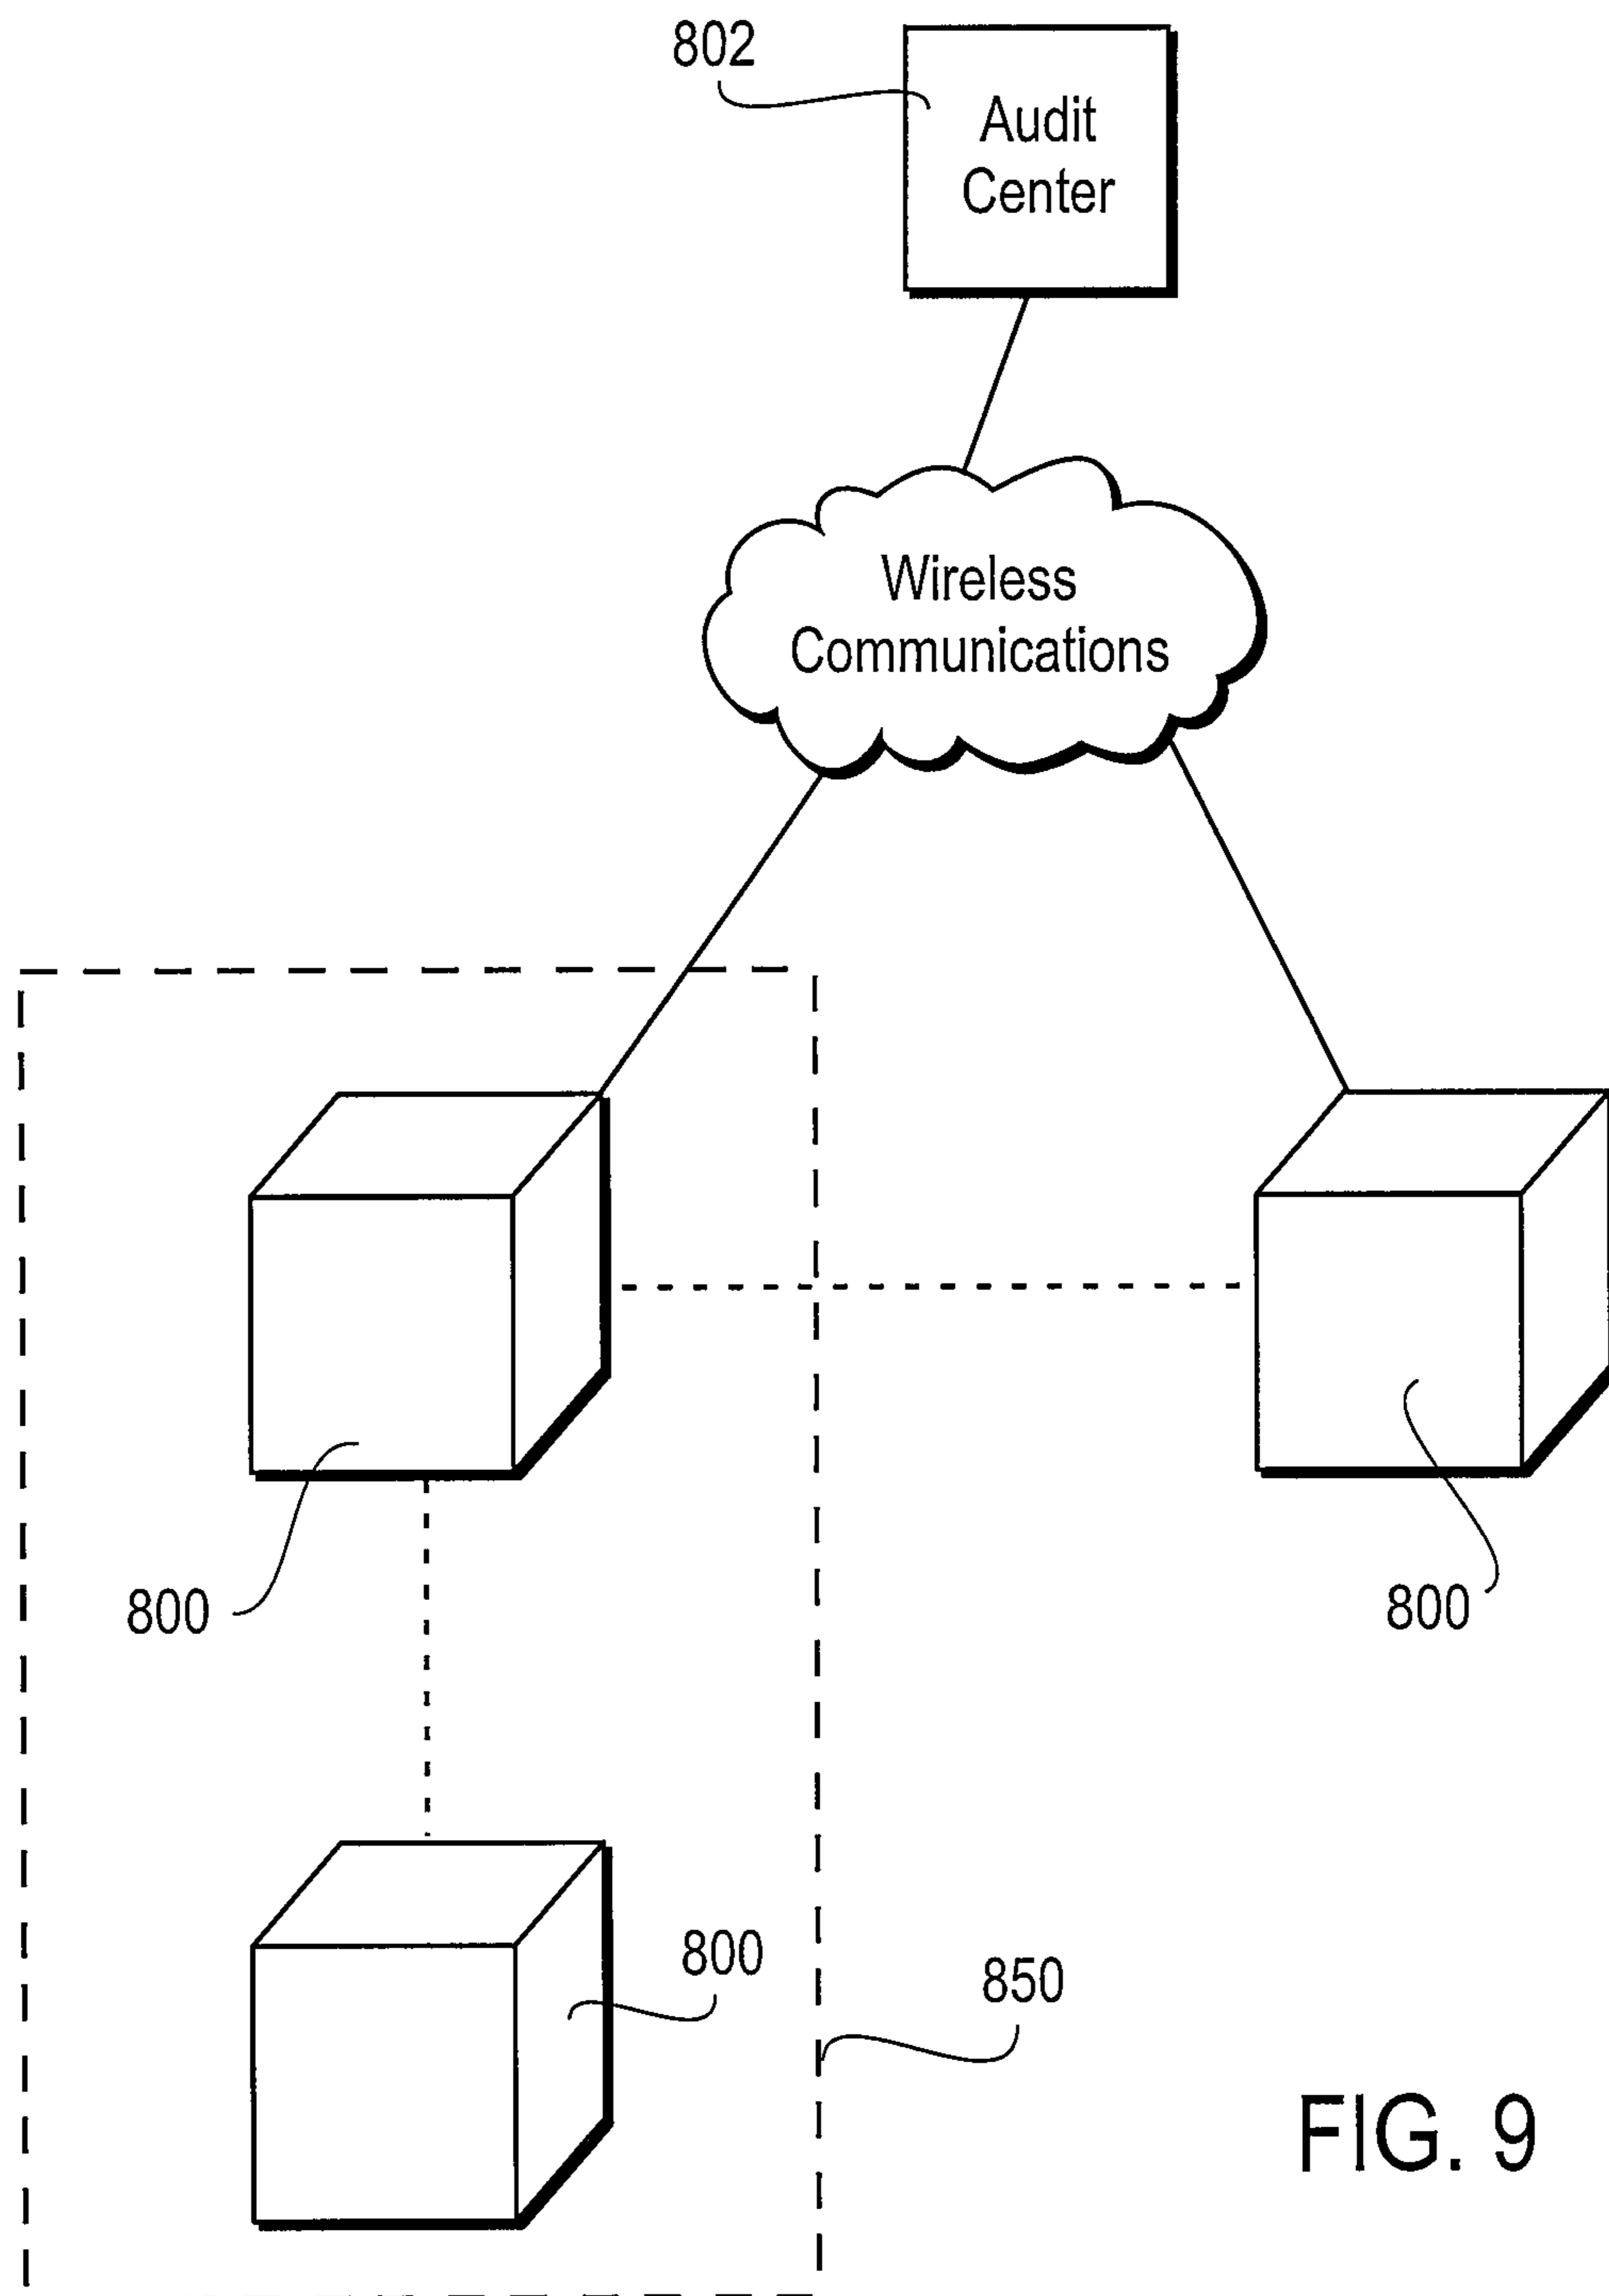 802
Audit
Center
Wireless
Communications
800
800
800
850
FIG. 9